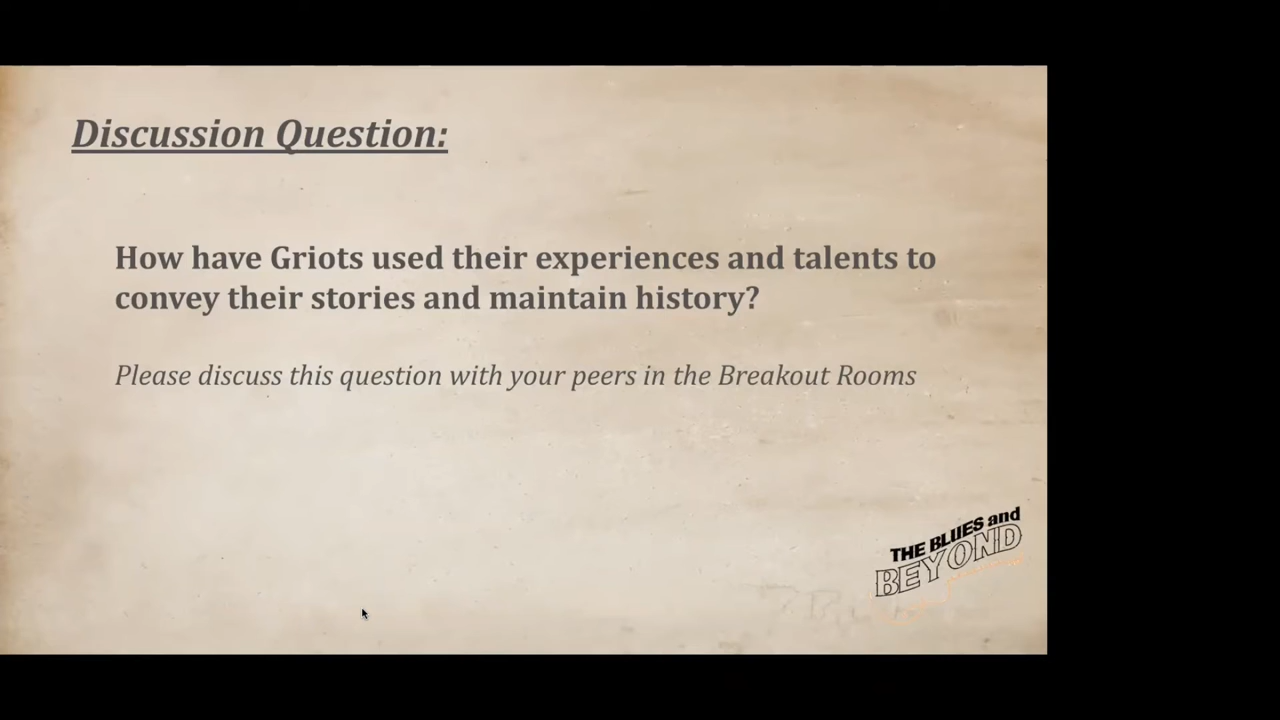 Discussion Question:
How have Griots used their experiences and talents to
convey their stories and maintain history?
Please discuss this question with your peers in the Breakout Rooms
THE BLUES and
BEYOND